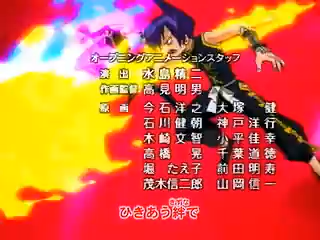 オープニングアニメーションスタッフ
演出 水島精二
作画監督 高見明男
原画 今石洋之 大塚 健
石川健朝 神戸洋行
木崎文智 小平佳幸
高橋 晃 千葉道徳
堀 たえ子 前田明寿
茂木信二郎 山岡信一
きずな
ひきあう絆で